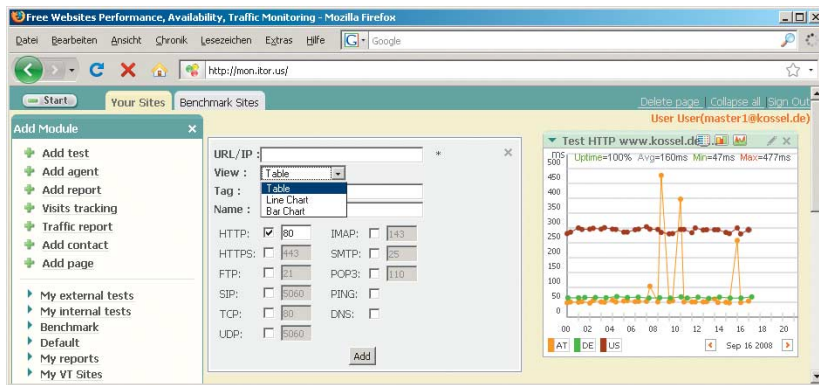 Free Websites Performance, Availability, Traffic Monitoring - Mozilla Firefox
Datei Bearbeiten Ansicht Chronik Lesezeichen Extras Hilfe G Google
http://mon.itor.us/
Start Your Sites Benchmark Sites Delete page Collapse all Sign Out
User User(master1@kossel.de)
Add Module x
Add test
Add agent
Add report
Visits tracking
Traffic report
Add contact
Add page
My external tests
My internal tests
Benchmark
Default
My reports
My VT Sites
URL/IP : *
View : Table
Table
Line Chart
Bar Chart
Tag :
Name :
HTTP: 80 IMAP: 143
HTTPS: 443 SMTP: 25
FTP: 21 POP3: 110
SIP: 5060 PING:
TCP: 80 DNS:
UDP: 5060
Add
Test HTTP www.kossel.de
ms Uptime=100% Avg=160ms Min=47ms Max=477ms
500
450
400
350
300
250
200
150
100
50
0
00 02 04 06 08 10 12 14 16 18 20
AT DE US Sep 16 2008